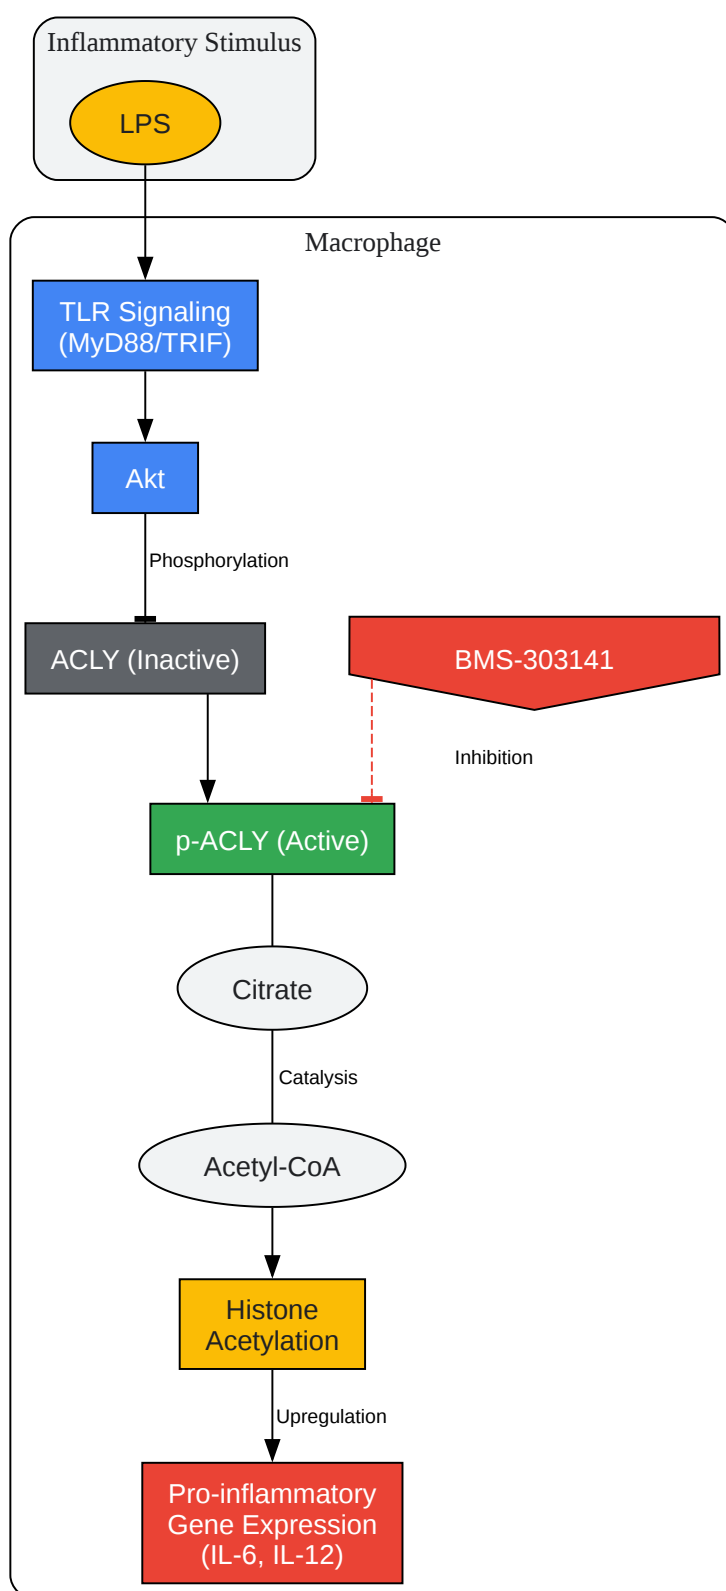 Inflammatory Stimulus
LPS
Macrophage
TLR Signaling
(MyD88/TRIF)
Akt
Phosphorylation
ACLY (Inactive)
BMS-303141
Inhibition
p-ACLY (Active)
Citrate
Catalysis
Acetyl-CoA
Histone
Acetylation
Upregulation
Pro-inflammatory
Gene Expression
(IL-6, IL-12)